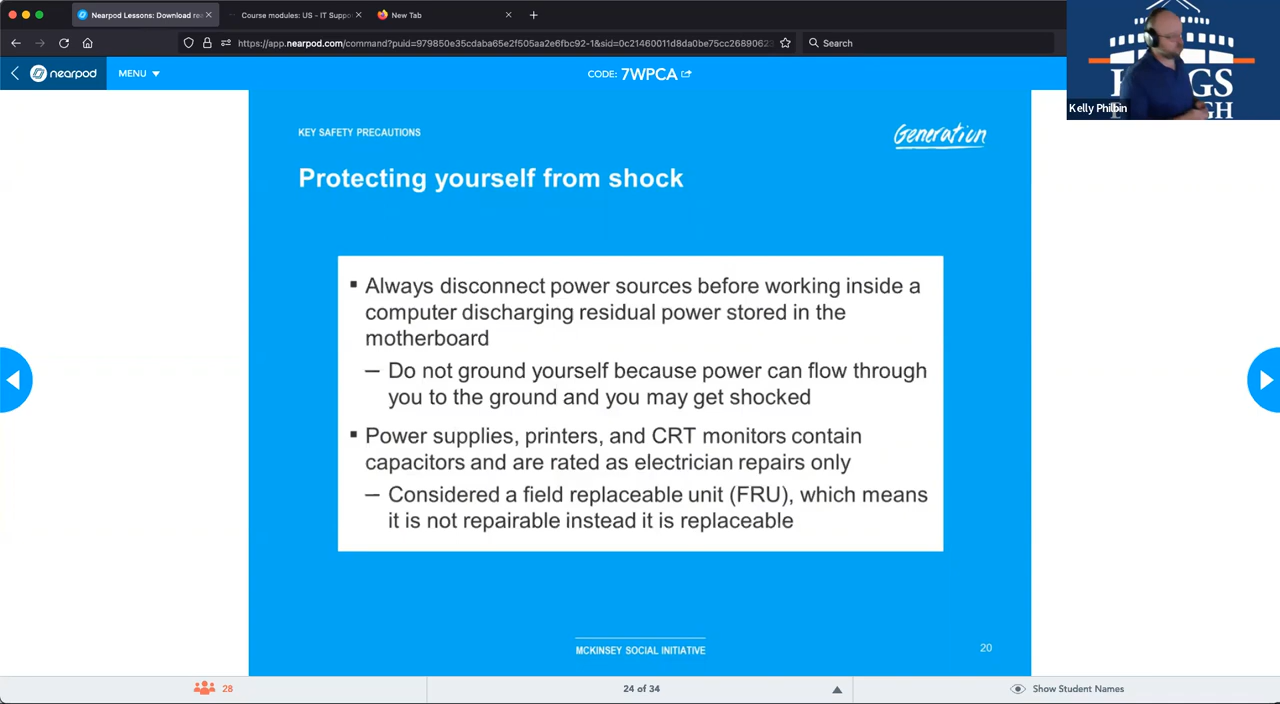 Nearpod Lessons: Download re
Course modules: US - IT Suppo
New Tab
https://app.nearpod.com/command?puid=979850e35cdaba65e2f505aa2e6fbc92-1&sid=0c21460011d8da0be75cc26890623
Search
nearpod
MENU
CODE: 7WPCA
Kelly Philbin
KEY SAFETY PRECAUTIONS
Generation
Protecting yourself from shock
▪ Always disconnect power sources before working inside a
computer discharging residual power stored in the
motherboard
– Do not ground yourself because power can flow through
you to the ground and you may get shocked
▪ Power supplies, printers, and CRT monitors contain
capacitors and are rated as electrician repairs only
– Considered a field replaceable unit (FRU), which means
it is not repairable instead it is replaceable
MCKINSEY SOCIAL INITIATIVE
20
28
24 of 34
Show Student Names